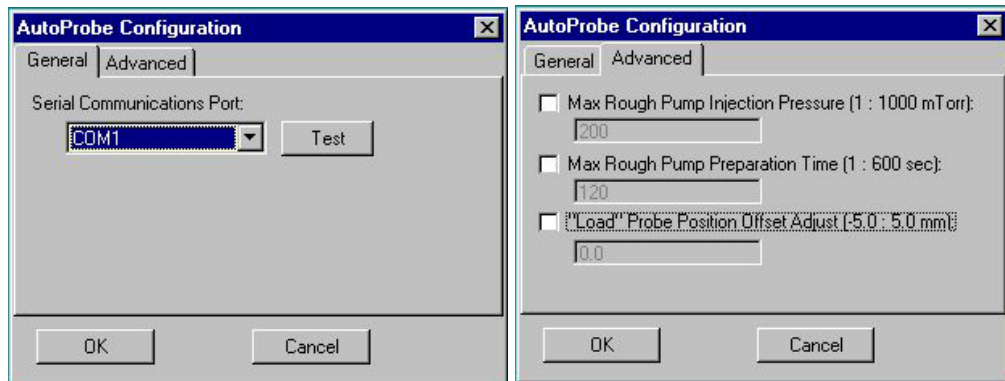 AutoProbe Configuration
General
Advanced
Serial Communications Port:
COM1
Test
OK
Cancel
AutoProbe Configuration
General
Advanced
Max Rough Pump Injection Pressure (1 : 1000 mTorr):
200
Max Rough Pump Preparation Time (1 : 600 sec):
120
"Load" Probe Position Offset Adjust (-5.0 : 5.0 mm):
0.0
OK
Cancel